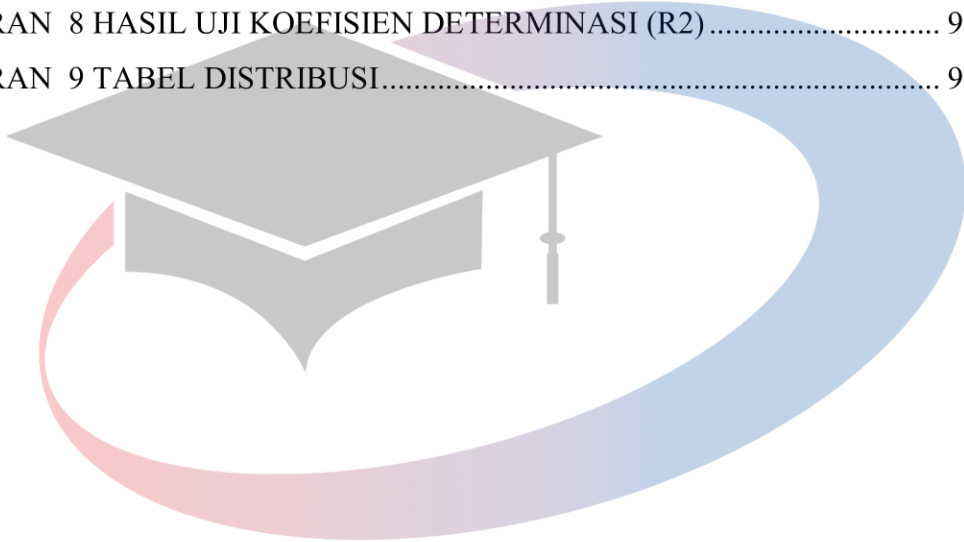 RAN 8 HASIL UJI KOEFISIEN DETERMINASI (R2) ............................. 9
RAN 9 TABEL DISTRIBUSI...................................................................... 9